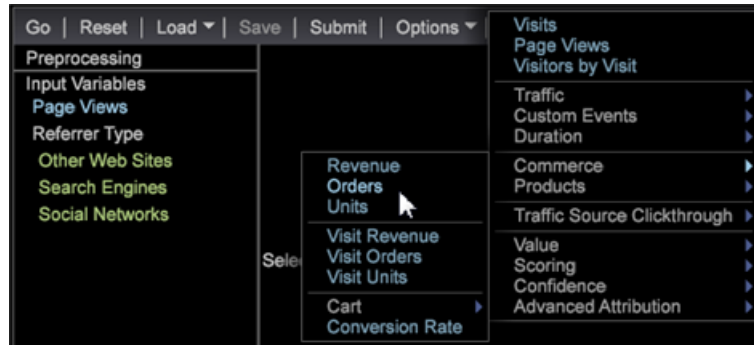 Go | Reset | Load | Save | Submit | Options
Preprocessing
Input Variables
Page Views
Referrer Type
Other Web Sites
Search Engines
Social Networks
Revenue
Orders
Units
Visit Revenue
Visit Orders
Visit Units
Cart
Conversion Rate
Visits
Page Views
Visitors by Visit
Traffic
Custom Events
Duration
Commerce
Products
Traffic Source Clickthrough
Value
Scoring
Confidence
Advanced Attribution